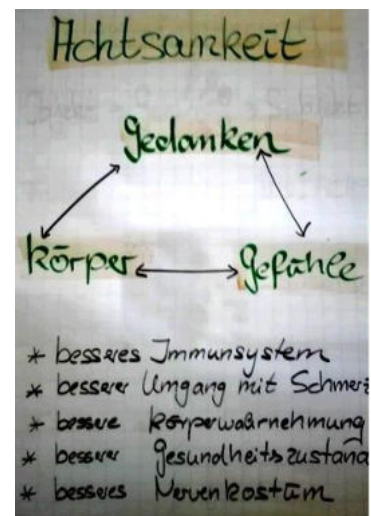 Achtsamkeit
Gedanken
Körper Gefühle
* besseres Immunsystem
* besserer Umgang mit Schmerz
* bessere Körperwahrnehmung
* besserer Gesundheitszustand
* besseres Nervenkostüm